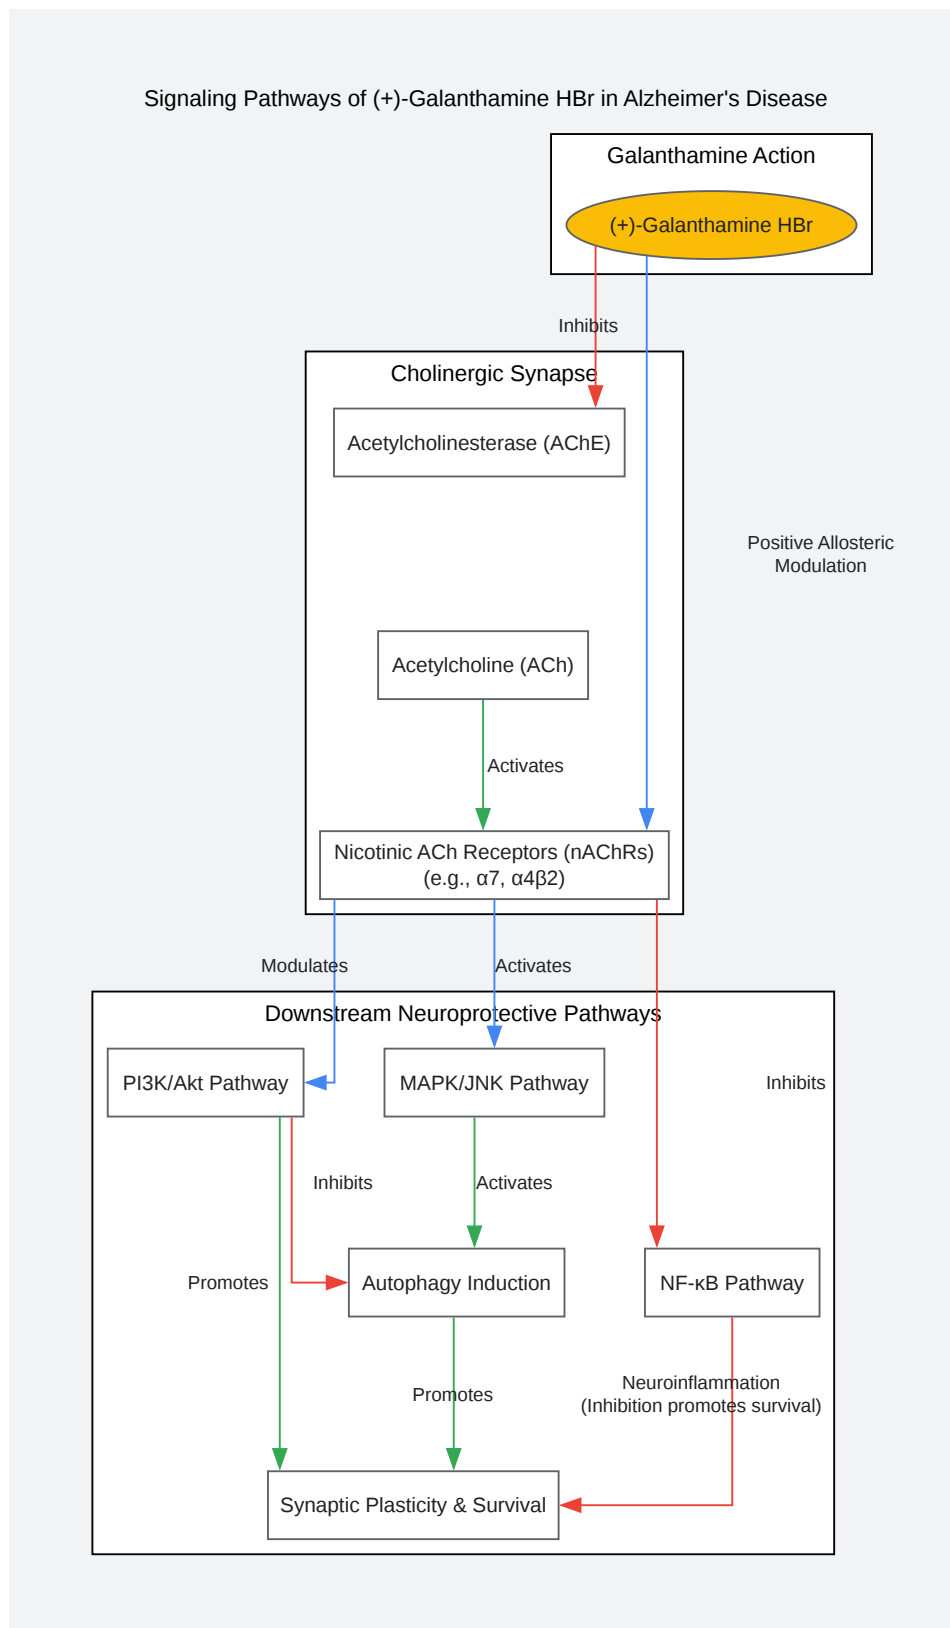 Signaling Pathways of (+)-Galanthamine HBr in Alzheimer's Disease
Galanthamine Action
(+)-Galanthamine HBr
Inhibits
Cholinergic Synapse
Acetylcholinesterase (AChE)
Positive Allosteric
Modulation
Acetylcholine (ACh)
Activates
Nicotinic ACh Receptors (nAChRs)
(e.g., α7, α4β2)
Modulates
Activates
Downstream Neuroprotective Pathways
PI3K/Akt Pathway
MAPK/JNK Pathway
Inhibits
Inhibits
Activates
Promotes
Autophagy Induction
NF-κB Pathway
Promotes
Neuroinflammation
(Inhibition promotes survival)
Synaptic Plasticity & Survival